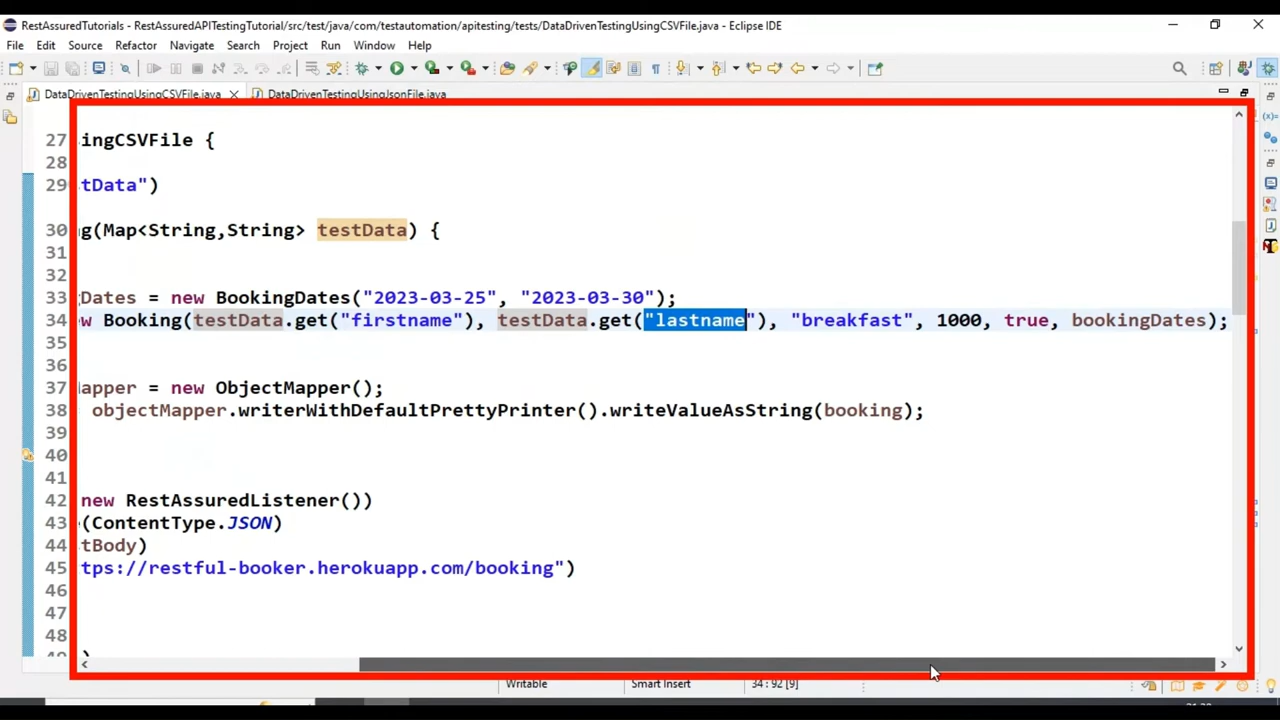 RestAssuredTutorials - RestAssuredAPITestingTutorial/src/test/java/com/testautomation/apitesting/tests/DataDrivenTestingUsingCSVFile.java - Eclipse IDE
File Edit Source Refactor Navigate Search Project Run Window Help
DataDrivenTestingUsingCSVFile.java DataDrivenTestingUsingJsonFile.java
27 ingCSVFile {
28
29 tData")
30 g(Map<String,String> testData) {
31
32
33 gDates = new BookingDates("2023-03-25", "2023-03-30");
34 w Booking(testData.get("firstname"), testData.get("lastname"), "breakfast", 1000, true, bookingDates);
35
36
37 apper = new ObjectMapper();
38 objectMapper.writerWithDefaultPrettyPrinter().writeValueAsString(booking);
39
40
41
42 new RestAssuredListener())
43 (ContentType.JSON)
44 tBody)
45 tps://restful-booker.herokuapp.com/booking")
46
47
48
Writable Smart Insert 34 : 92 [9]